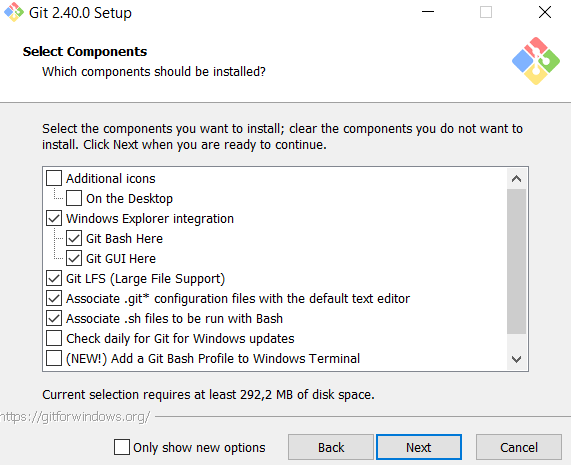 Git 2.40.0 Setup
Select Components
Which components should be installed?
Select the components you want to install; clear the components you do not want to
install. Click Next when you are ready to continue.
Additional icons
On the Desktop
Windows Explorer integration
Git Bash Here
Git GUI Here
Git LFS (Large File Support)
Associate .git* configuration files with the default text editor
Associate .sh files to be run with Bash
Check daily for Git for Windows updates
(NEW!) Add a Git Bash Profile to Windows Terminal
Current selection requires at least 292,2 MB of disk space.
https://gitforwindows.org/
Only show new options
Back
Next
Cancel